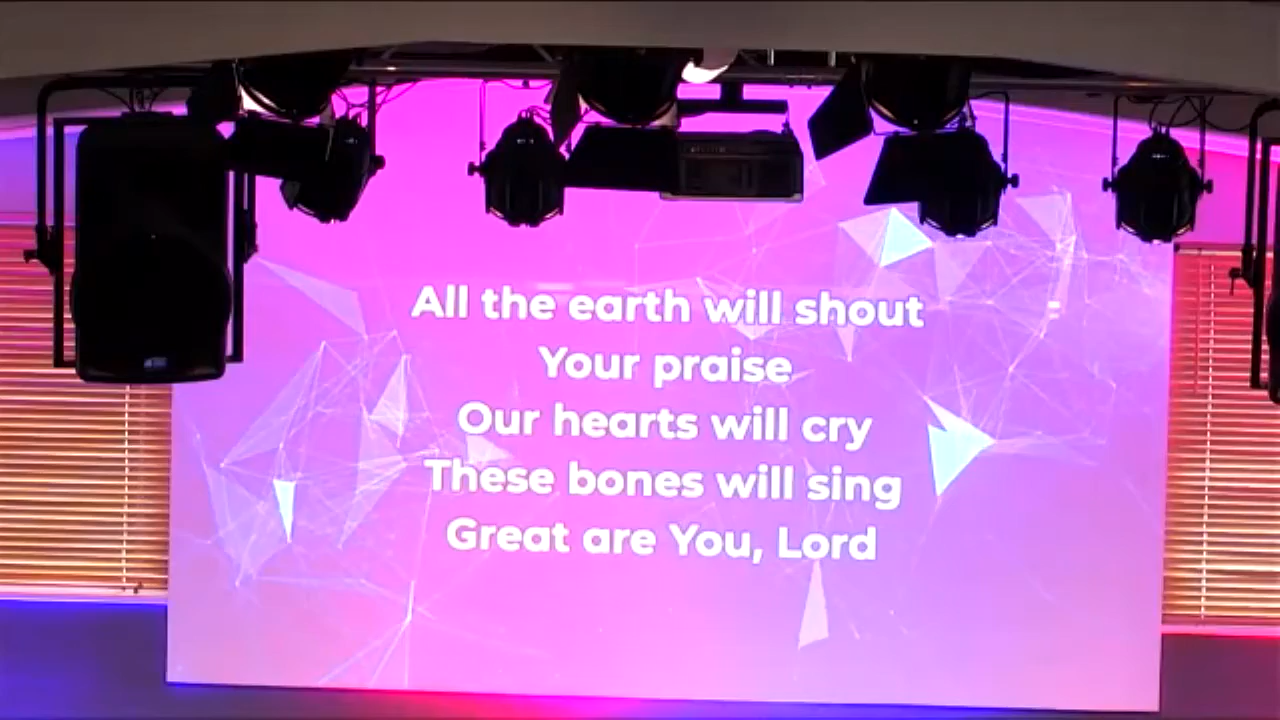 All the earth will shout
Your praise
Our hearts will cry
These bones will sing
Great are You, Lord